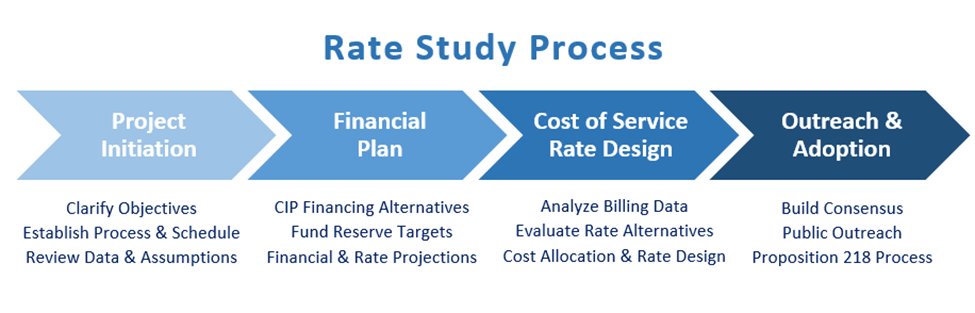 Rate Study Process
Project
Initiation
Financial
Plan
Cost of Service
Rate Design
Outreach &
Adoption
Clarify Objectives
Establish Process & Schedule
Review Data & Assumptions
CIP Financing Alternatives
Fund Reserve Targets
Financial & Rate Projections
Analyze Billing Data
Evaluate Rate Alternatives
Cost Allocation & Rate Design
Build Consensus
Public Outreach
Proposition 218 Process